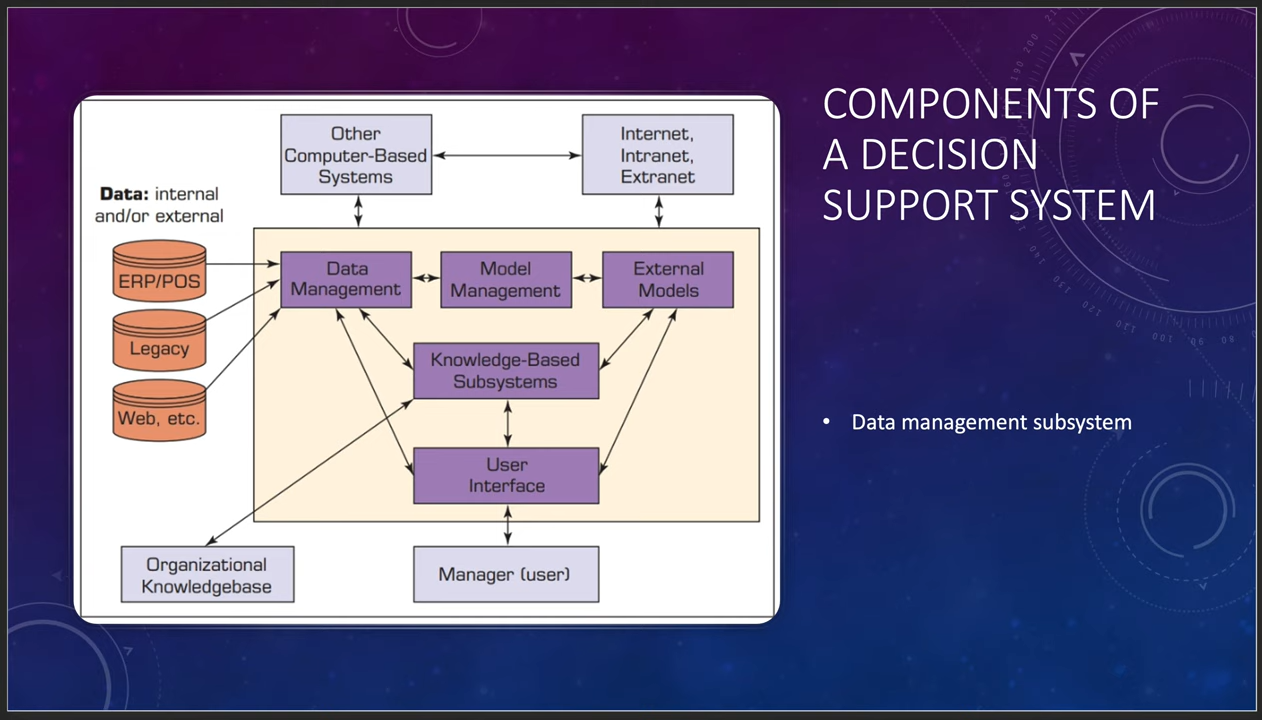 COMPONENTS OF
A DECISION
SUPPORT SYSTEM
Other
Computer-Based
Systems
Internet,
Intranet,
Extranet
Data: internal
and/or external
ERP/POS
Legacy
Web, etc.
Data
Management
Model
Management
External
Models
Knowledge-Based
Subsystems
User
Interface
Organizational
Knowledgebase
Manager (user)
• Data management subsystem